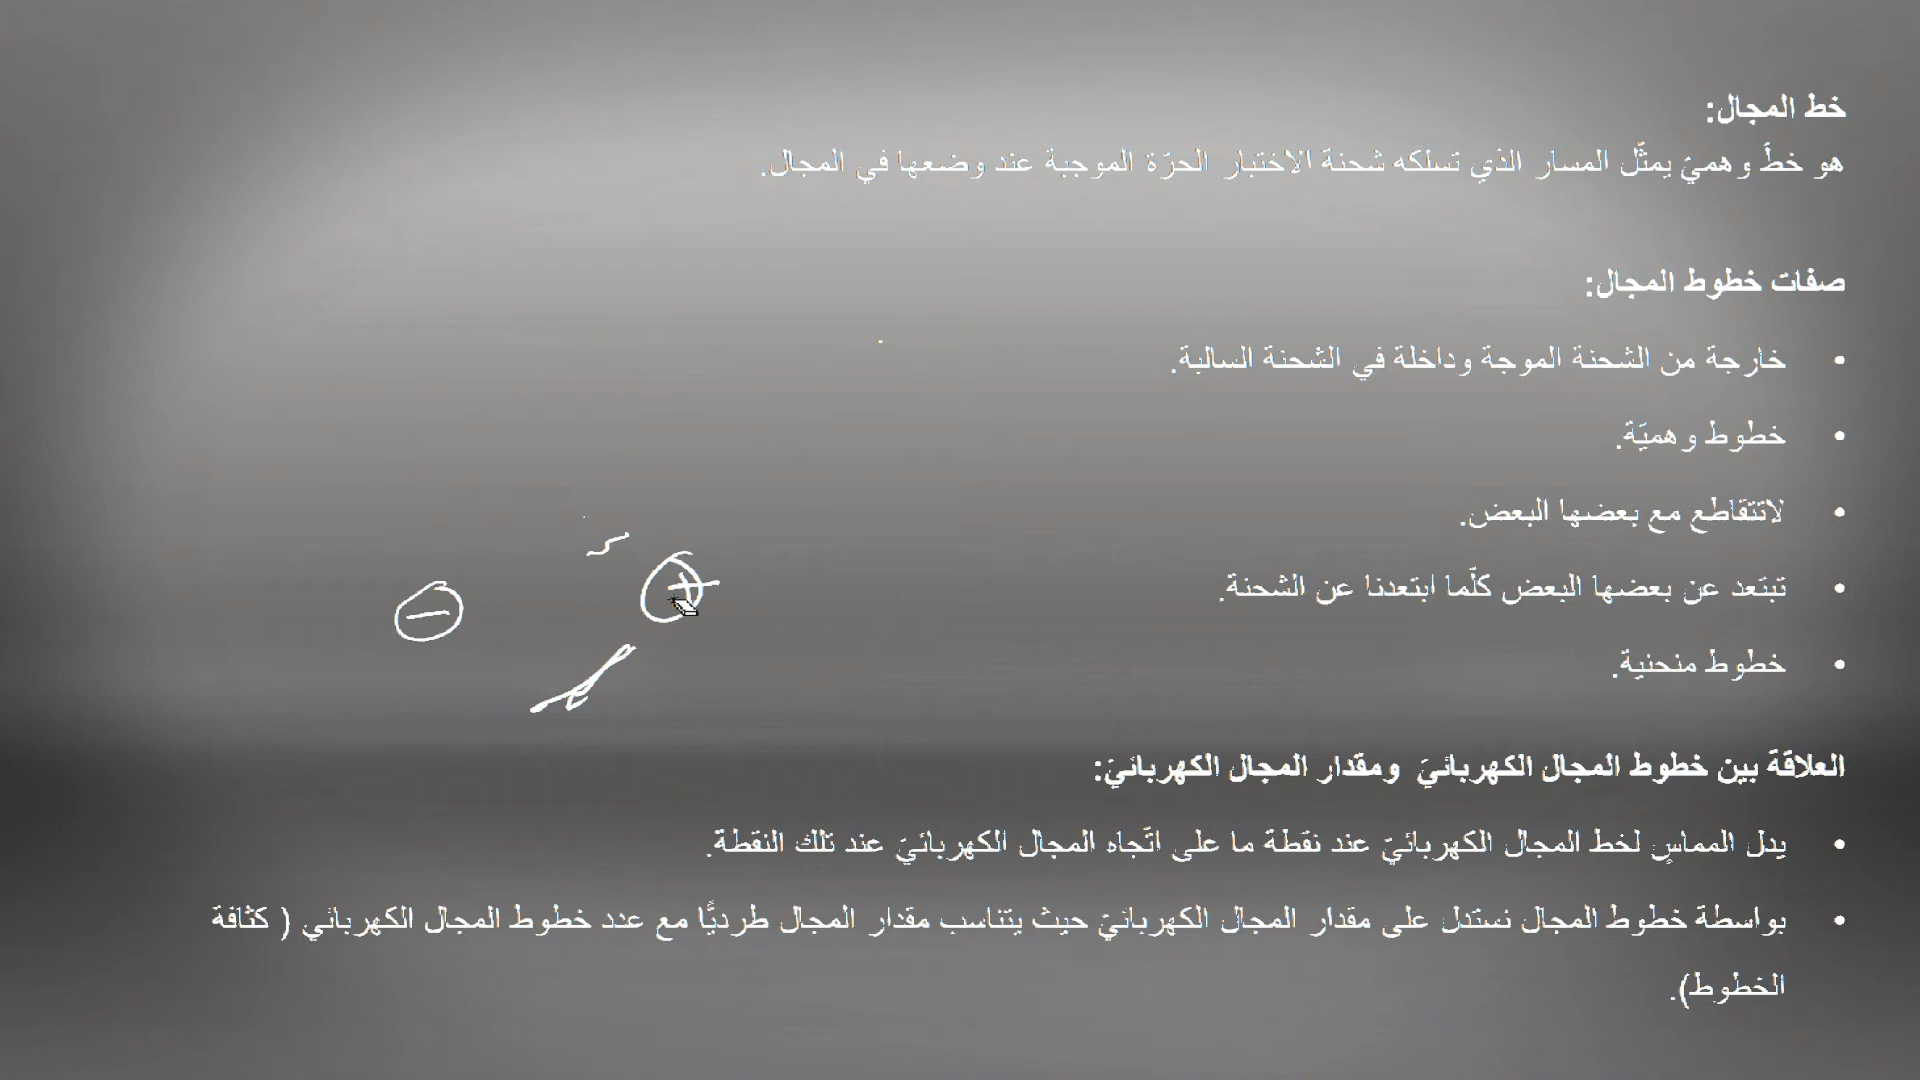 خط المجال:
هو خطّ وهميّ يمثّل المسار الذي تسلكه شحنة الاختبار الحرّة الموجبة عند وضعها في المجال.
صفات خطوط المجال:
• خارجة من الشحنة الموجة وداخلة في الشحنة السالبة.
• خطوط وهميّة.
• لاتتقاطع مع بعضها البعض.
• تبتعد عن بعضها البعض كلّما ابتعدنا عن الشحنة.
• خطوط منحنية.
− +
العلاقة بين خطوط المجال الكهربائيّ ومقدار المجال الكهربائيّ:
• يدل المماسٍ لخط المجال الكهربائيّ عند نقطة ما على اتّجاه المجال الكهربائيّ عند تلك النقطة.
• بواسطة خطوط المجال نستدل على مقدار المجال الكهربائيّ حيث يتناسب مقدار المجال طرديًّا مع عدد خطوط المجال الكهربائي ( كثافة
الخطوط).